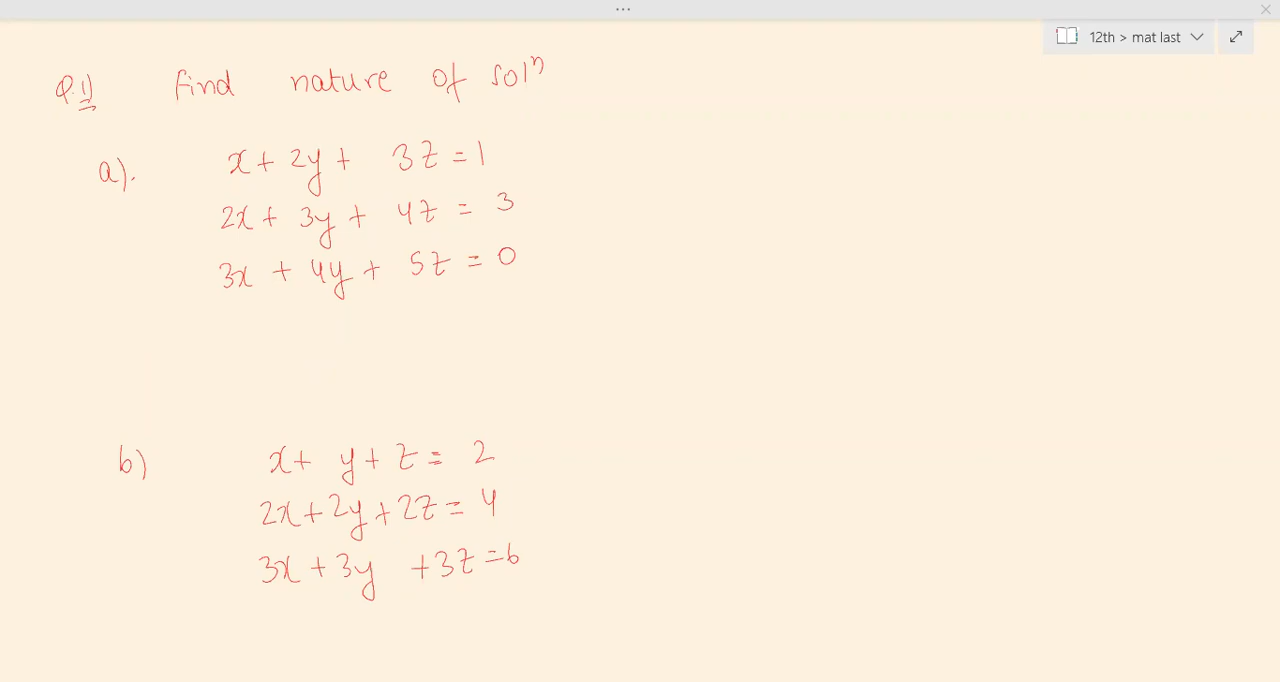 12th > mat last
Q.1) find nature of solⁿ
a). x + 2y + 3z = 1
2x + 3y + 4z = 3
3x + 4y + 5z = 0
b) x + y + z = 2
2x + 2y + 2z = 4
3x + 3y + 3z = 6